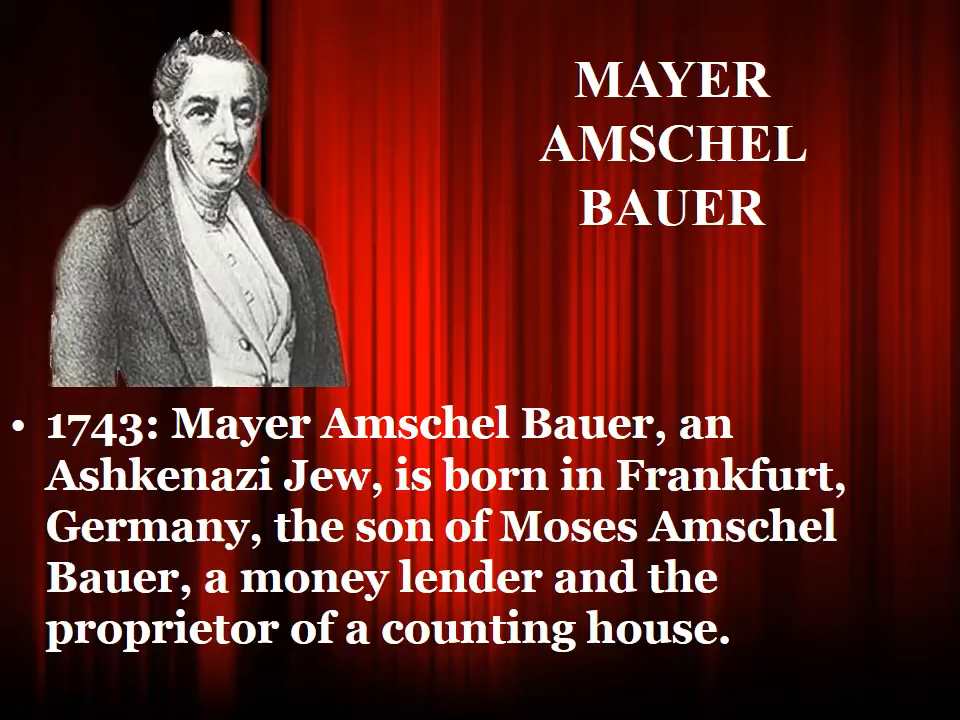 MAYER
AMSCHEL
BAUER
• 1743: Mayer Amschel Bauer, an
Ashkenazi Jew, is born in Frankfurt,
Germany, the son of Moses Amschel
Bauer, a money lender and the
proprietor of a counting house.